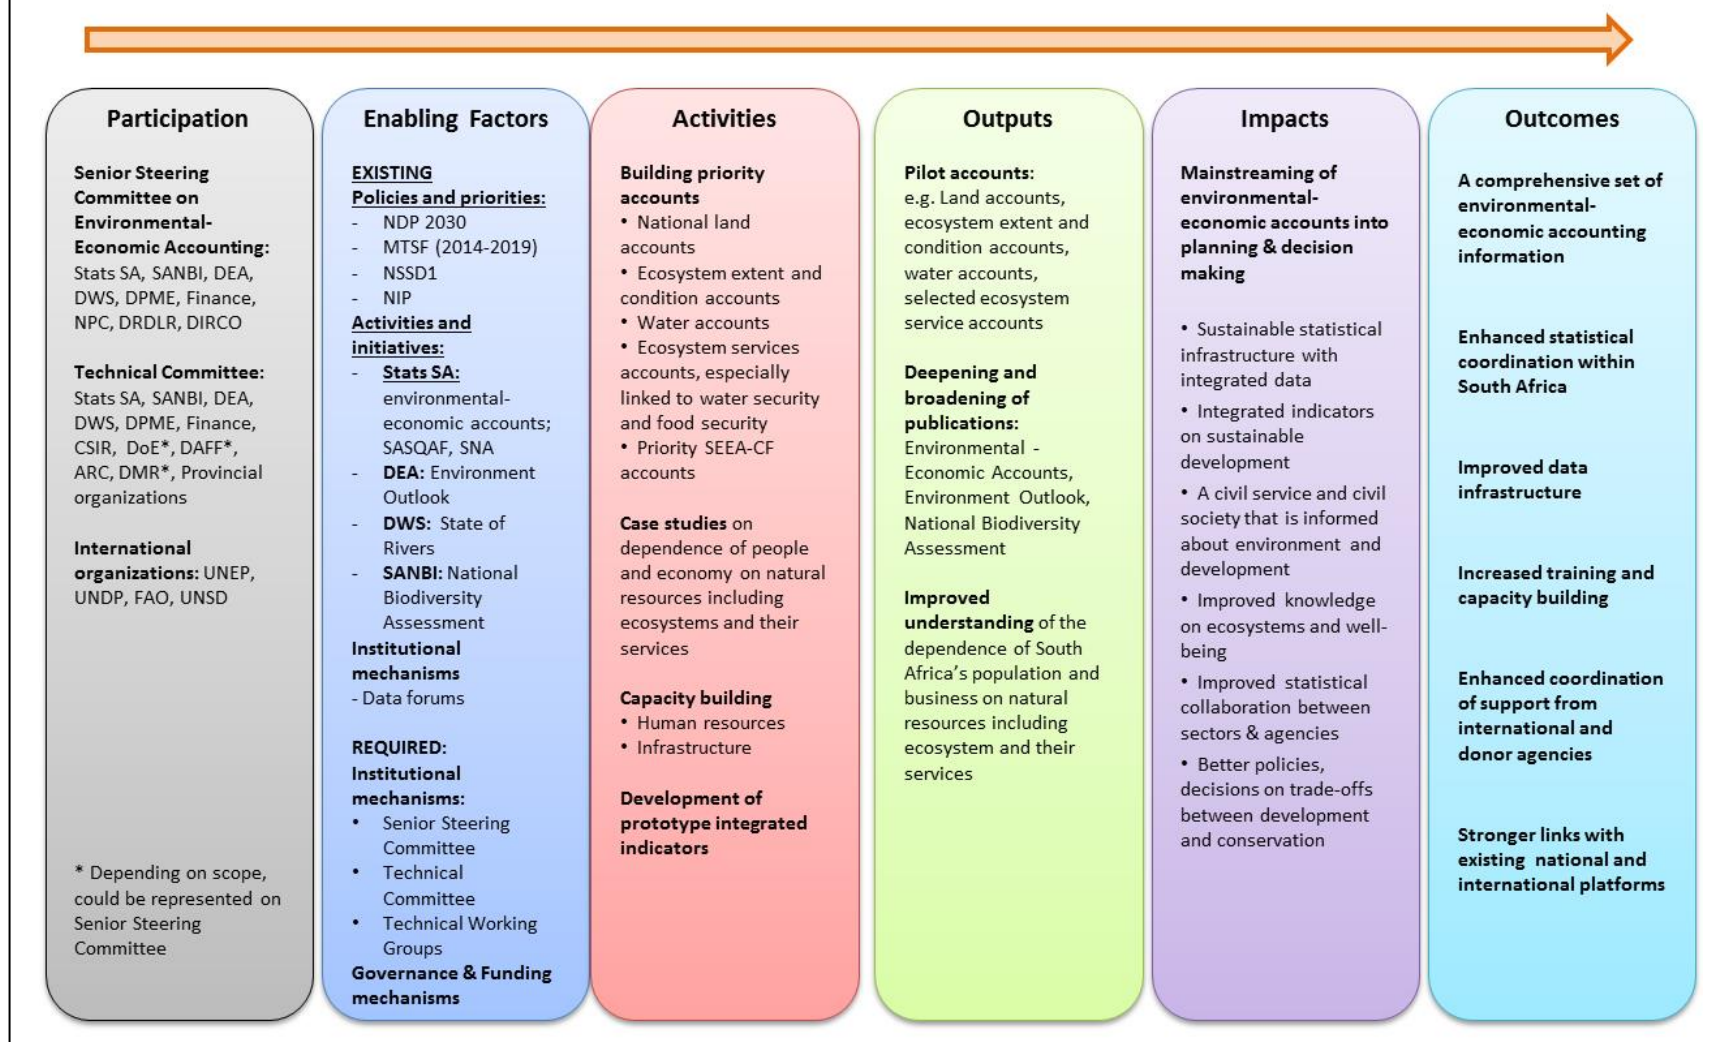 Participation
Senior Steering
Committee on
Environmental-
Economic Accounting:
Stats SA, SANBI, DEA,
DWS, DPME, Finance,
NPC, DRDLR, DIRCO
Technical Committee:
Stats SA, SANBI, DEA,
DWS, DPME, Finance,
CSIR, DoE*, DAFF*,
ARC, DMR*, Provincial
organizations
International
organizations: UNEP,
UNDP, FAO, UNSD
* Depending on scope,
could be represented on
Senior Steering
Committee
Enabling Factors
EXISTING
Policies and priorities:
- NDP 2030
- MTSF (2014-2019)
- NSSD1
- NIP
Activities and
initiatives:
- Stats SA:
environmental-
economic accounts;
SASQAF, SNA
- DEA: Environment
Outlook
- DWS: State of
Rivers
- SANBI: National
Biodiversity
Assessment
Institutional
mechanisms
- Data forums
REQUIRED:
Institutional
mechanisms:
• Senior Steering
Committee
• Technical
Committee
• Technical Working
Groups
Governance & Funding
mechanisms
Activities
Building priority
accounts
• National land
accounts
• Ecosystem extent and
condition accounts
• Water accounts
• Ecosystem services
accounts, especially
linked to water security
and food security
• Priority SEEA-CF
accounts
Case studies on
dependence of people
and economy on natural
resources including
ecosystems and their
services
Capacity building
• Human resources
• Infrastructure
Development of
prototype integrated
indicators
Outputs
Pilot accounts:
e.g. Land accounts,
ecosystem extent and
condition accounts,
water accounts,
selected ecosystem
service accounts
Deepening and
broadening of
publications:
Environmental -
Economic Accounts,
Environment Outlook,
National Biodiversity
Assessment
Improved
understanding of the
dependence of South
Africa's population and
business on natural
resources including
ecosystem and their
services
Impacts
Mainstreaming of
environmental-
economic accounts into
planning & decision
making
• Sustainable statistical
infrastructure with
integrated data
• Integrated indicators
on sustainable
development
• A civil service and civil
society that is informed
about environment and
development
• Improved knowledge
on ecosystems and well-
being
• Improved statistical
collaboration between
sectors & agencies
• Better policies,
decisions on trade-offs
between development
and conservation
Outcomes
A comprehensive set of
environmental-
economic accounting
information
Enhanced statistical
coordination within
South Africa
Improved data
infrastructure
Increased training and
capacity building
Enhanced coordination
of support from
international and
donor agencies
Stronger links with
existing national and
international platforms